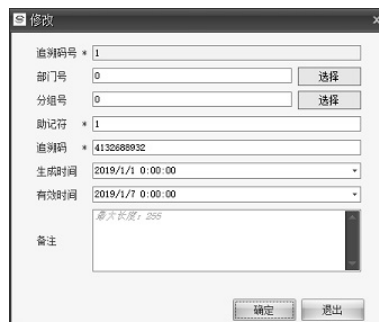 修改
追溯码号 * 1
部门号 0 选择
分组号 0 选择
助记符 * 1
追溯码 * 4132688932
生成时间 2019/1/1 0:00:00
有效时间 2019/1/7 0:00:00
备注 最大长度：255
确定 退出